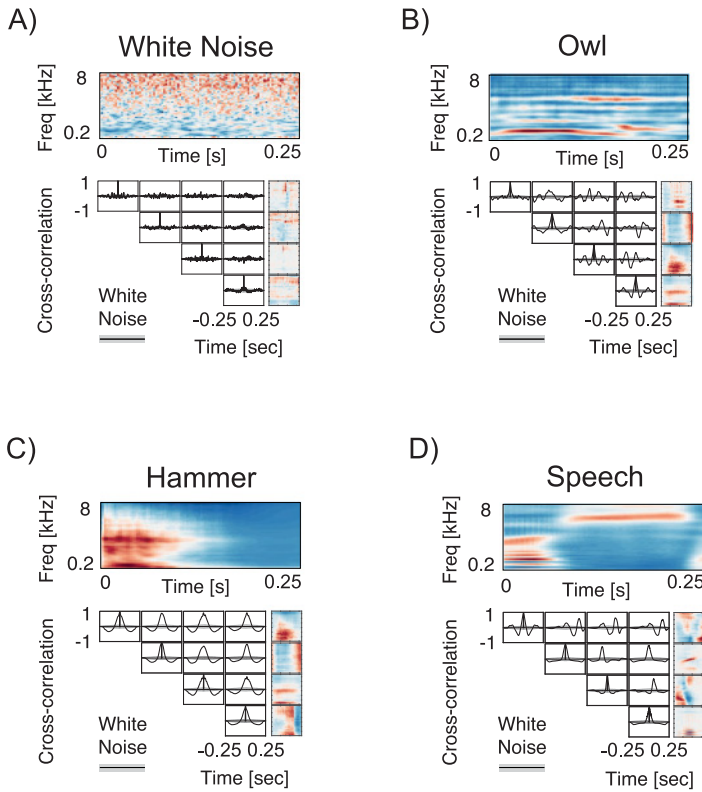 A)
White Noise
Freq [kHz]
8
0.2
0
Time [s]
0.25
Cross-correlation
1
-1
White
Noise
-0.25 0.25
Time [sec]
B)
Owl
Freq [kHz]
8
0.2
0
Time [s]
0.25
Cross-correlation
1
-1
White
Noise
-0.25 0.25
Time [sec]
C)
Hammer
Freq [kHz]
8
0.2
0
Time [s]
0.25
Cross-correlation
1
-1
White
Noise
-0.25 0.25
Time [sec]
D)
Speech
Freq [kHz]
8
0.2
0
Time [s]
0.25
Cross-correlation
1
-1
White
Noise
-0.25 0.25
Time [sec]